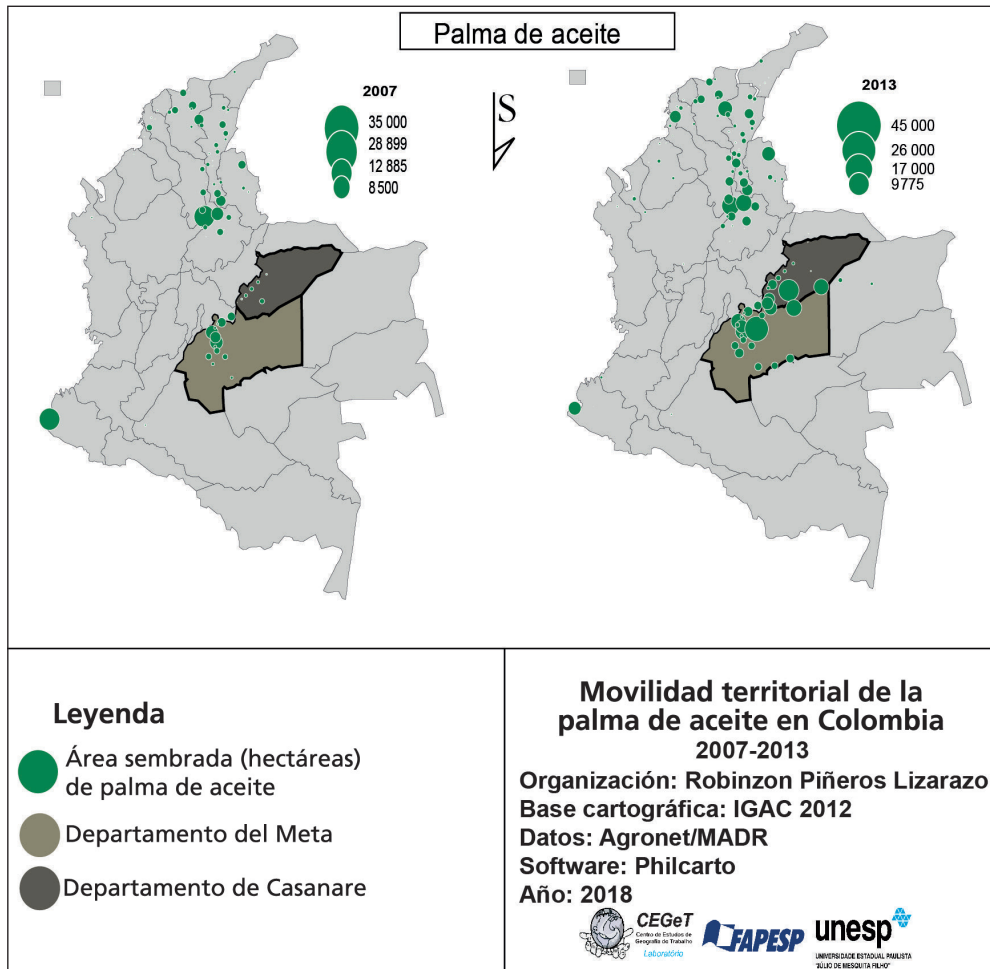 Palma de aceite
2007
35 000
28 899
12 885
8 500
S
2013
45 000
26 000
17 000
9775
Leyenda
Área sembrada (hectáreas)
de palma de aceite
Departamento del Meta
Departamento de Casanare
Movilidad territorial de la
palma de aceite en Colombia
2007-2013
Organización: Robinzon Piñeros Lizarazo
Base cartográfica: IGAC 2012
Datos: Agronet/MADR
Software: Philcarto
Año: 2018
CEGeT
Centro de Estudos de
Geografia do Trabalho
Laboratório
FAPESP
unesp
UNIVERSIDADE ESTADUAL PAULISTA
"JÚLIO DE MESQUITA FILHO"